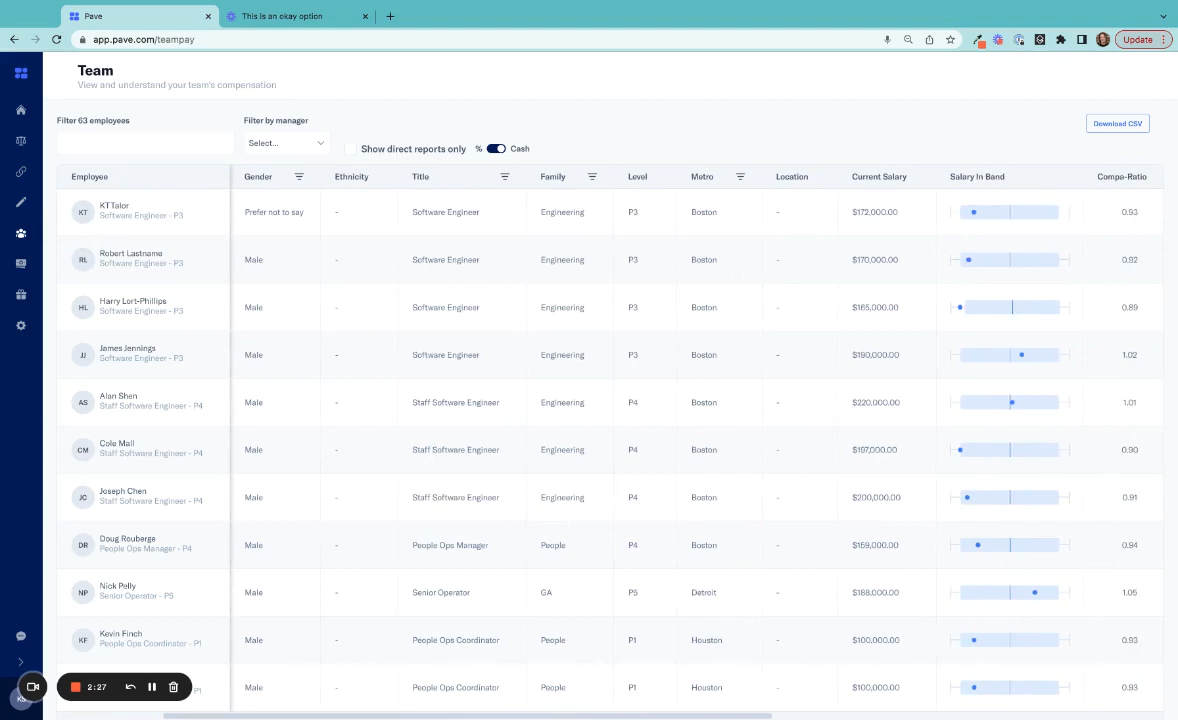 Pave
This is an okay option
app.pave.com/teampay
Update
Team
View and understand your team's compensation
Filter 63 employees
Filter by manager
Select...
Show direct reports only
% Cash
Download CSV
Employee Gender Ethnicity Title Family Level Metro Location Current Salary Salary In Band Compa-Ratio
KT KT Talor Prefer not to say - Software Engineer Engineering P3 Boston - $172,000.00 0.93
Software Engineer - P3
RL Robert Lastname Male - Software Engineer Engineering P3 Boston - $170,000.00 0.92
Software Engineer - P3
HL Harry Lort-Phillips Male - Software Engineer Engineering P3 Boston - $165,000.00 0.89
Software Engineer - P3
JJ James Jennings Male - Software Engineer Engineering P3 Boston - $190,000.00 1.02
Software Engineer - P3
AS Alan Shen Male - Staff Software Engineer Engineering P4 Boston - $220,000.00 1.01
Staff Software Engineer - P4
CM Cole Mall Male - Staff Software Engineer Engineering P4 Boston - $197,000.00 0.90
Staff Software Engineer - P4
JC Joseph Chen Male - Staff Software Engineer Engineering P4 Boston - $200,000.00 0.91
Staff Software Engineer - P4
DR Doug Rouberge Male - People Ops Manager People P4 Boston - $159,000.00 0.94
People Ops Manager - P4
NP Nick Pelly Male - Senior Operator GA P5 Detroit - $188,000.00 1.05
Senior Operator - P5
KF Kevin Finch Male - People Ops Coordinator People P1 Houston - $100,000.00 0.93
People Ops Coordinator - P1
Male - People Ops Coordinator People P1 Houston - $100,000.00 0.93
P1
2:27